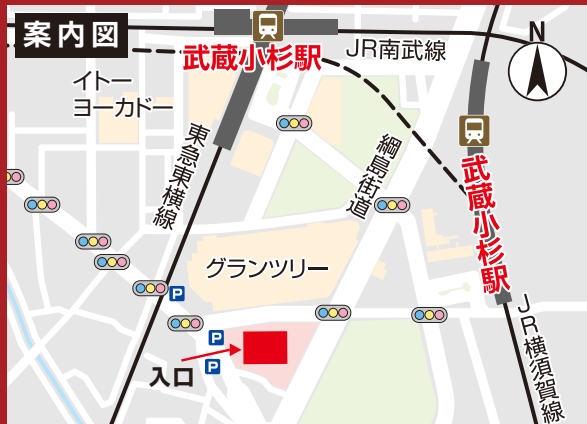 案内図
武蔵小杉駅
JR南武線
N
イトー
ヨーカドー
東急東横線
綱島街道
武蔵小杉駅
グランツリー
P
P
P
入口
JR横須賀線